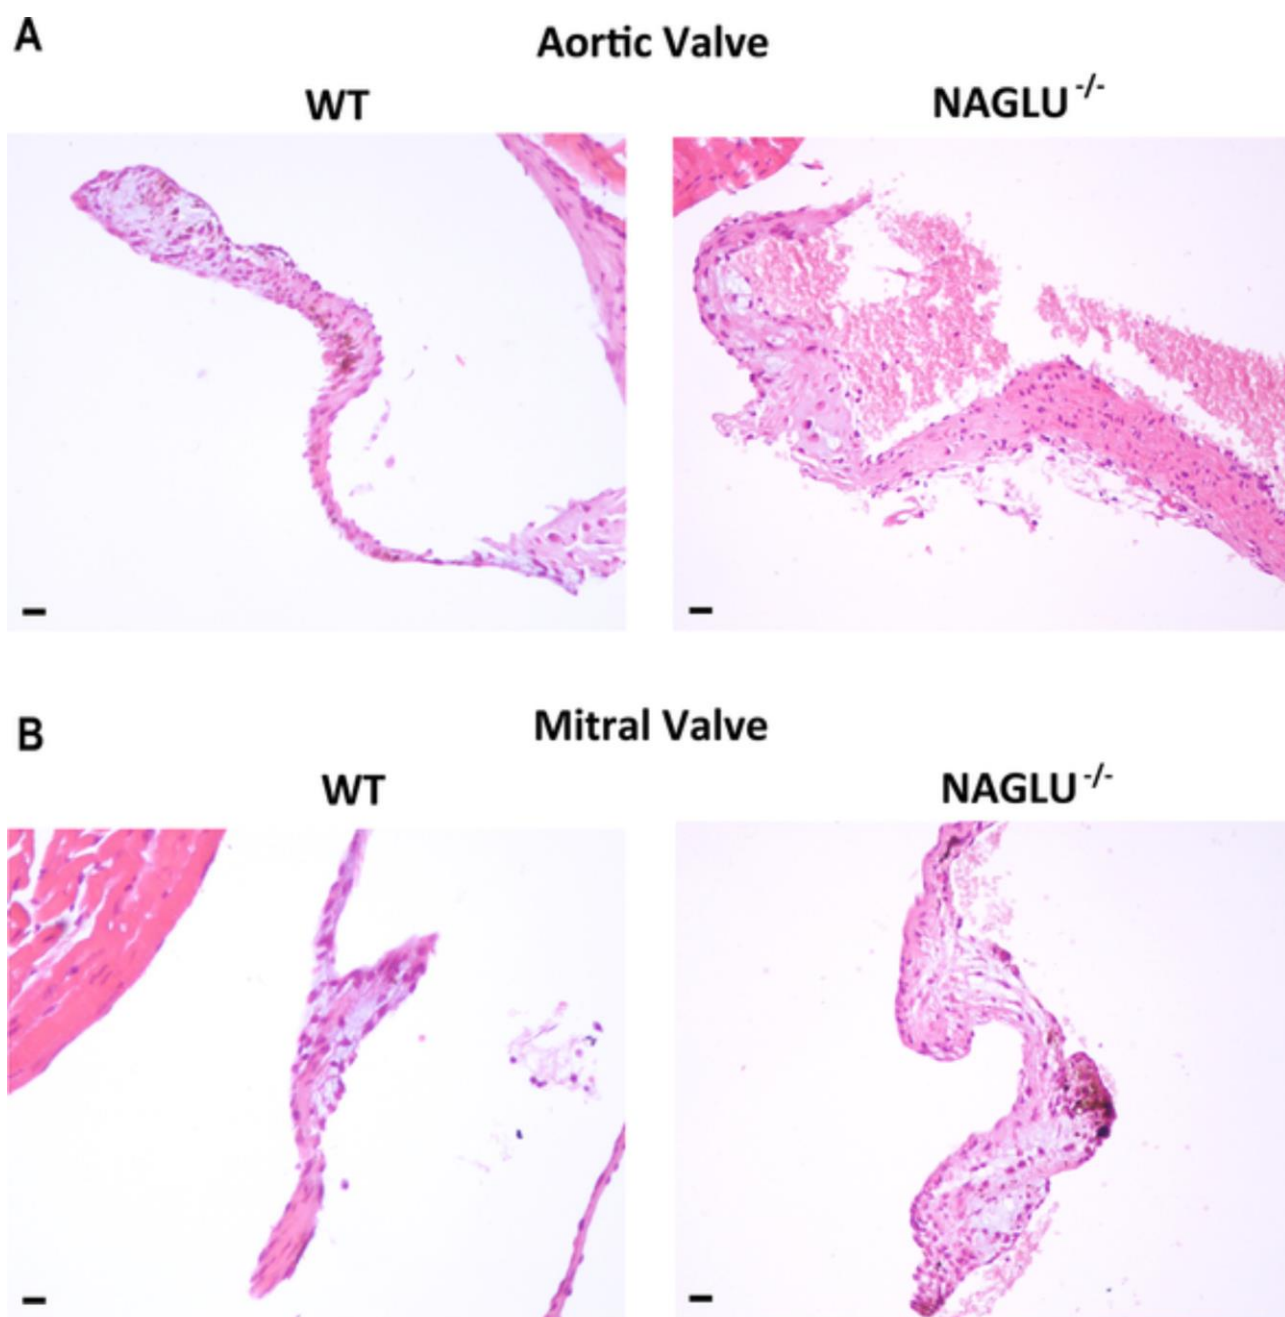 A
Aortic Valve
WT
NAGLU -/-
B
Mitral Valve
WT
NAGLU -/-